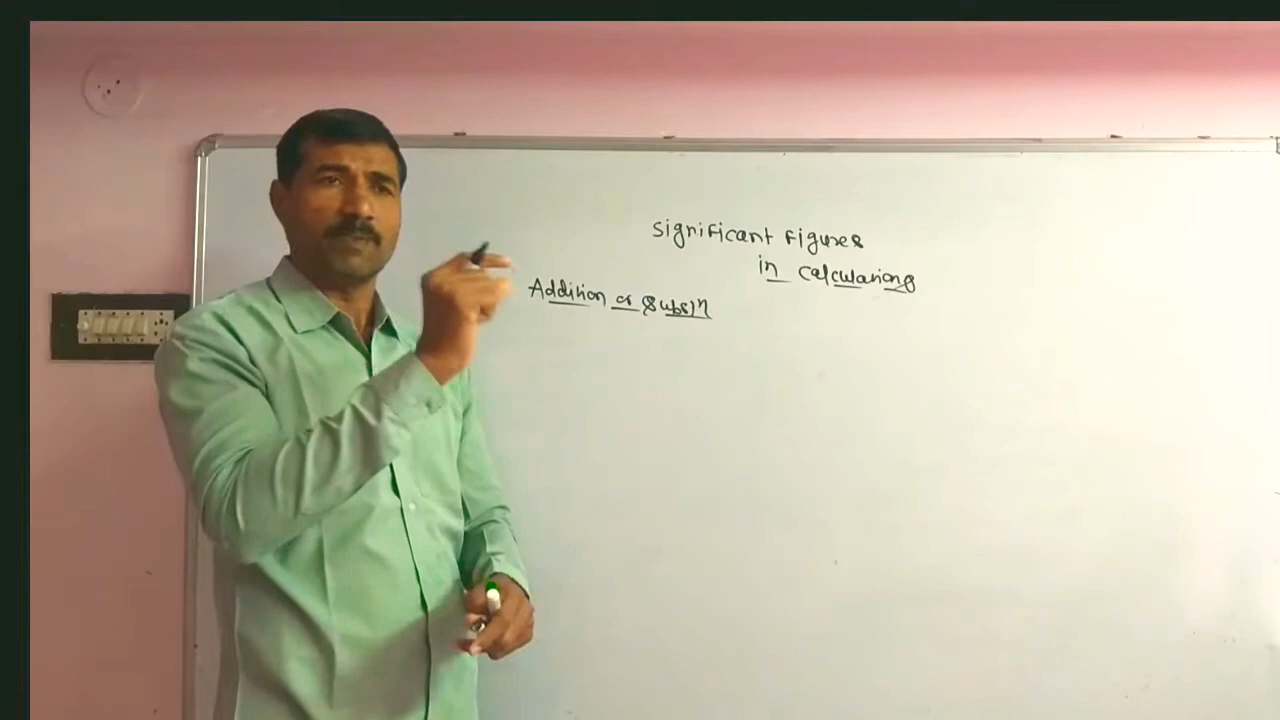 significant figures
in calculations
Addition or